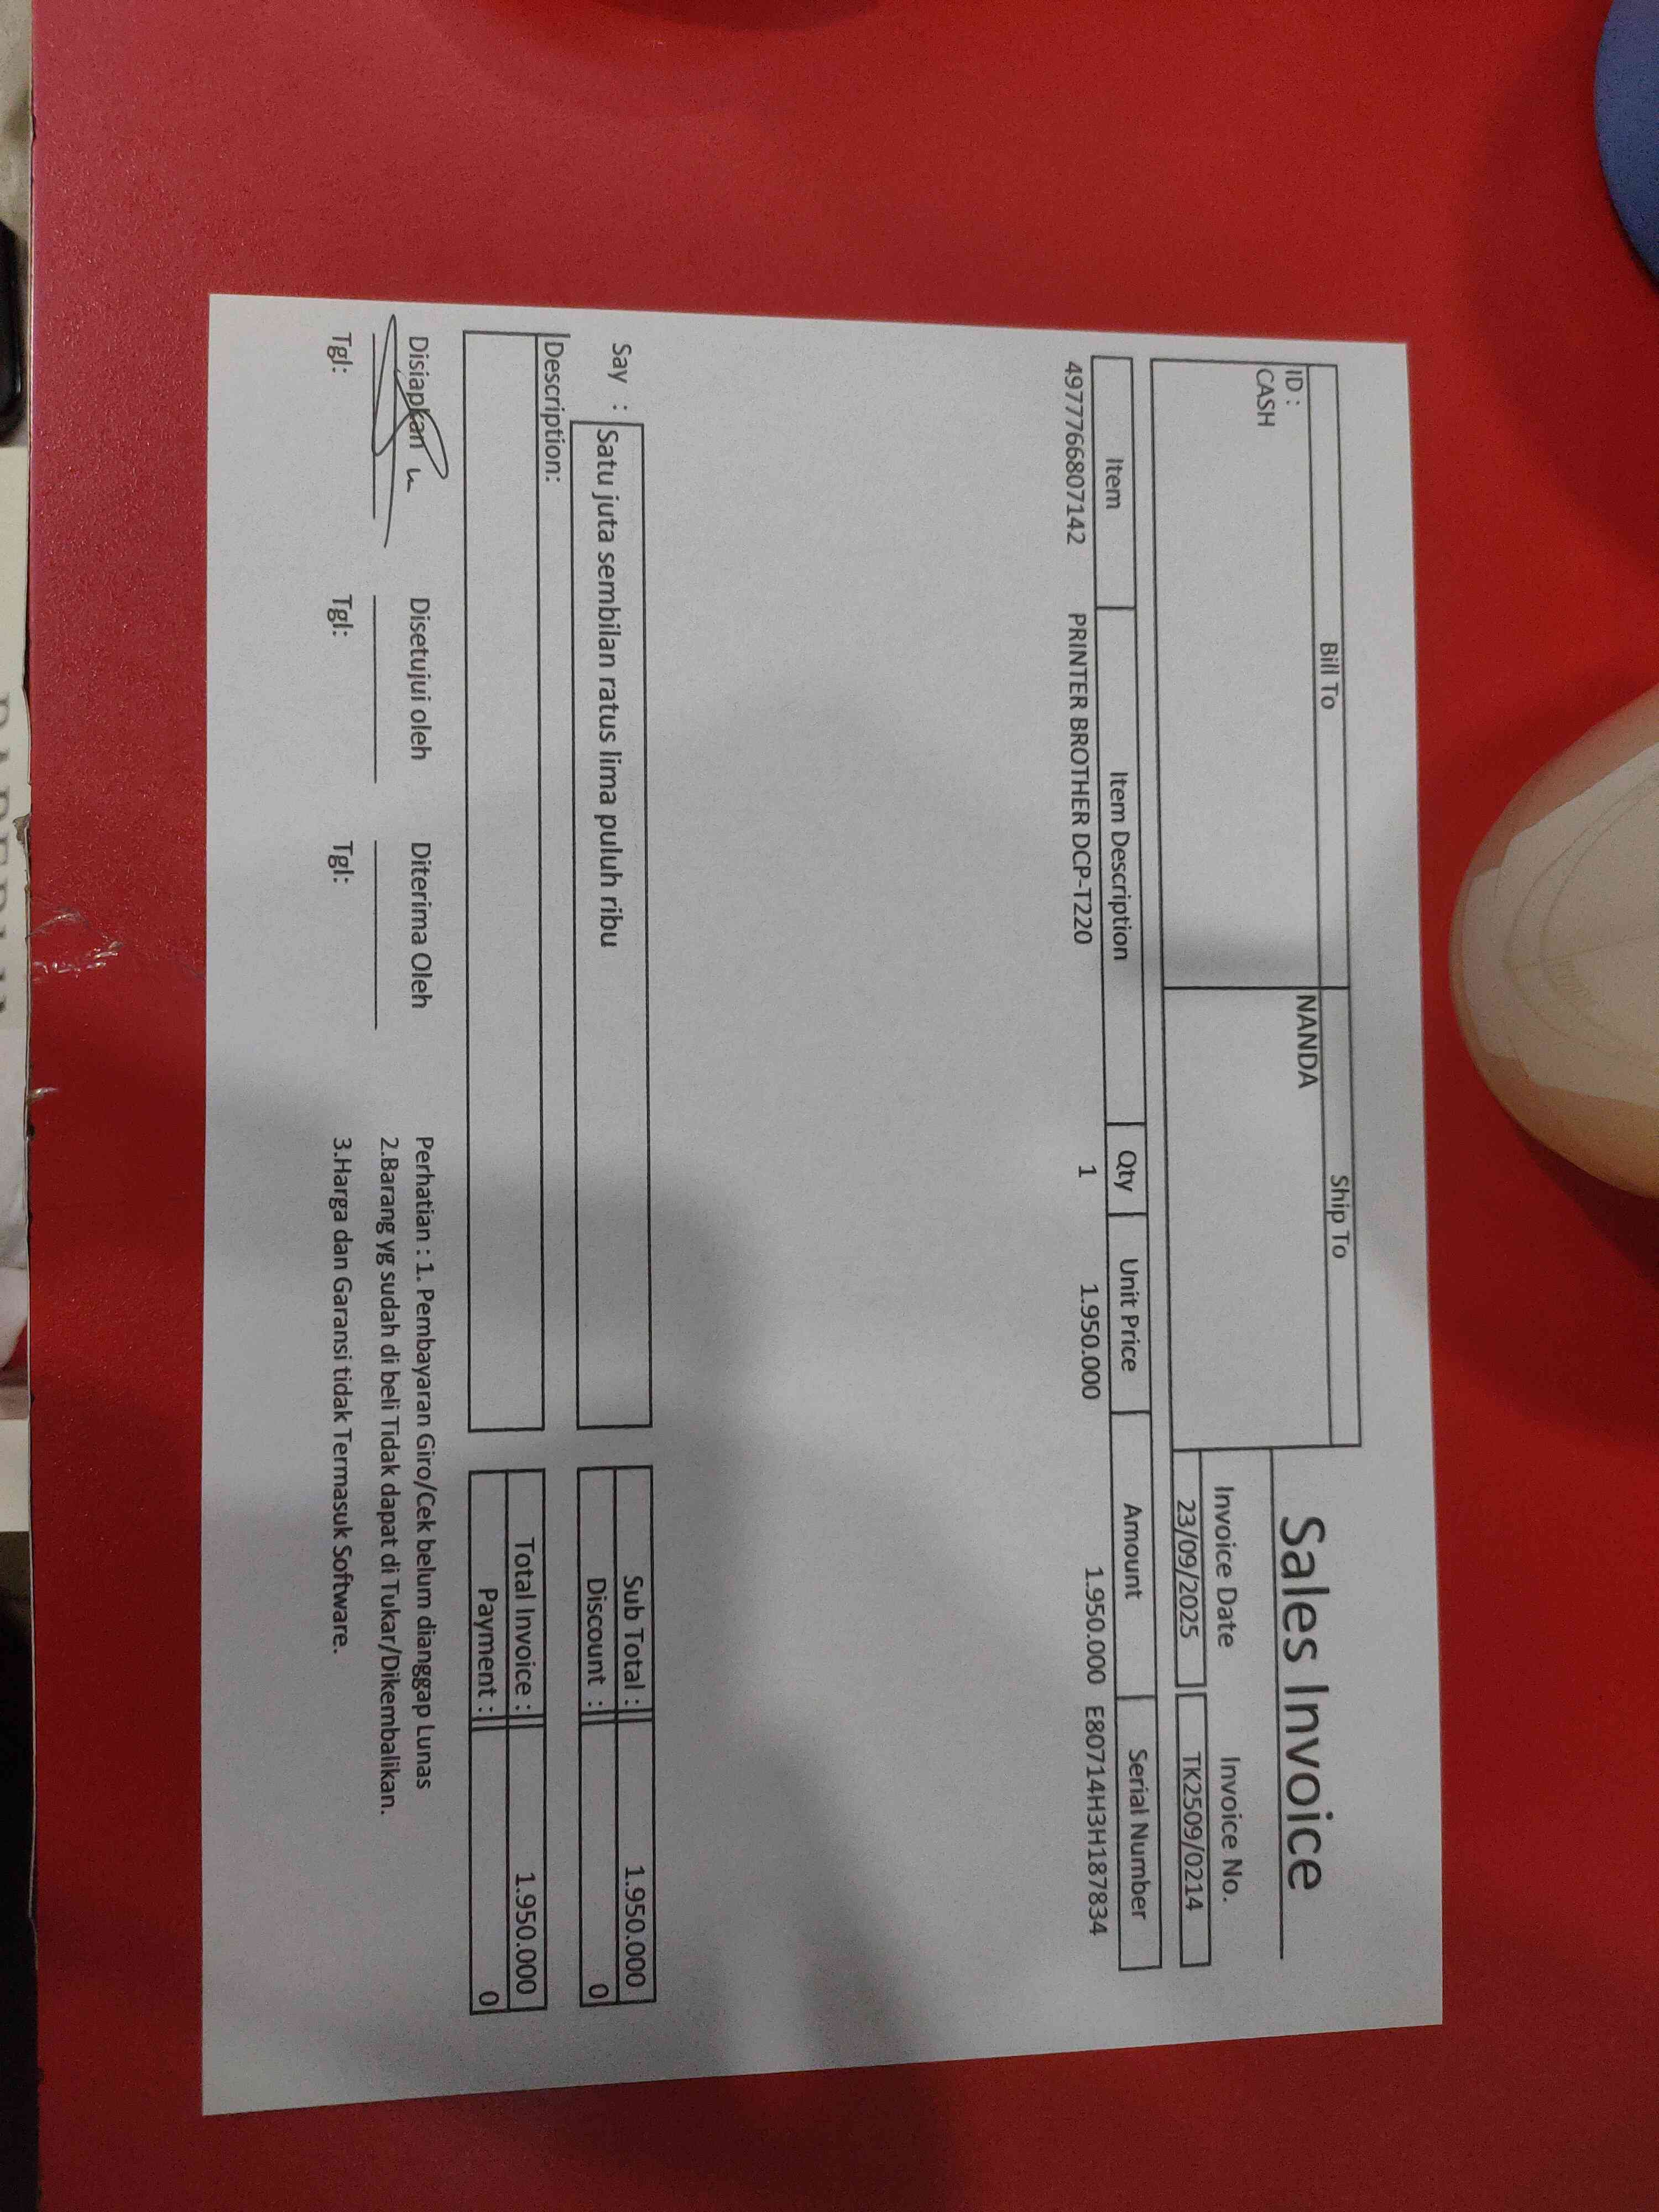 Sales Invoice
Bill To
Ship To
ID :
CASH
NANDA
Invoice Date
Invoice No.
23/09/2025
TK2509/0214
Item
Item Description
Qty
Unit Price
Amount
Serial Number
4977766807142
PRINTER BROTHER DCP-T220
1
1.950.000
1.950.000
E80714H3H187834
Say :
Satu juta sembilan ratus lima puluh ribu
Sub Total :
1.950.000
Discount :
0
Description:
Total Invoice :
1.950.000
Payment :
0
Disiapkan
Disetujui oleh
Diterima Oleh
Tgl:
Tgl:
Tgl:
Perhatian : 1. Pembayaran Giro/Cek belum dianggap Lunas
2.Barang yg sudah di beli Tidak dapat di Tukar/Dikembalikan.
3.Harga dan Garansi tidak Termasuk Software.